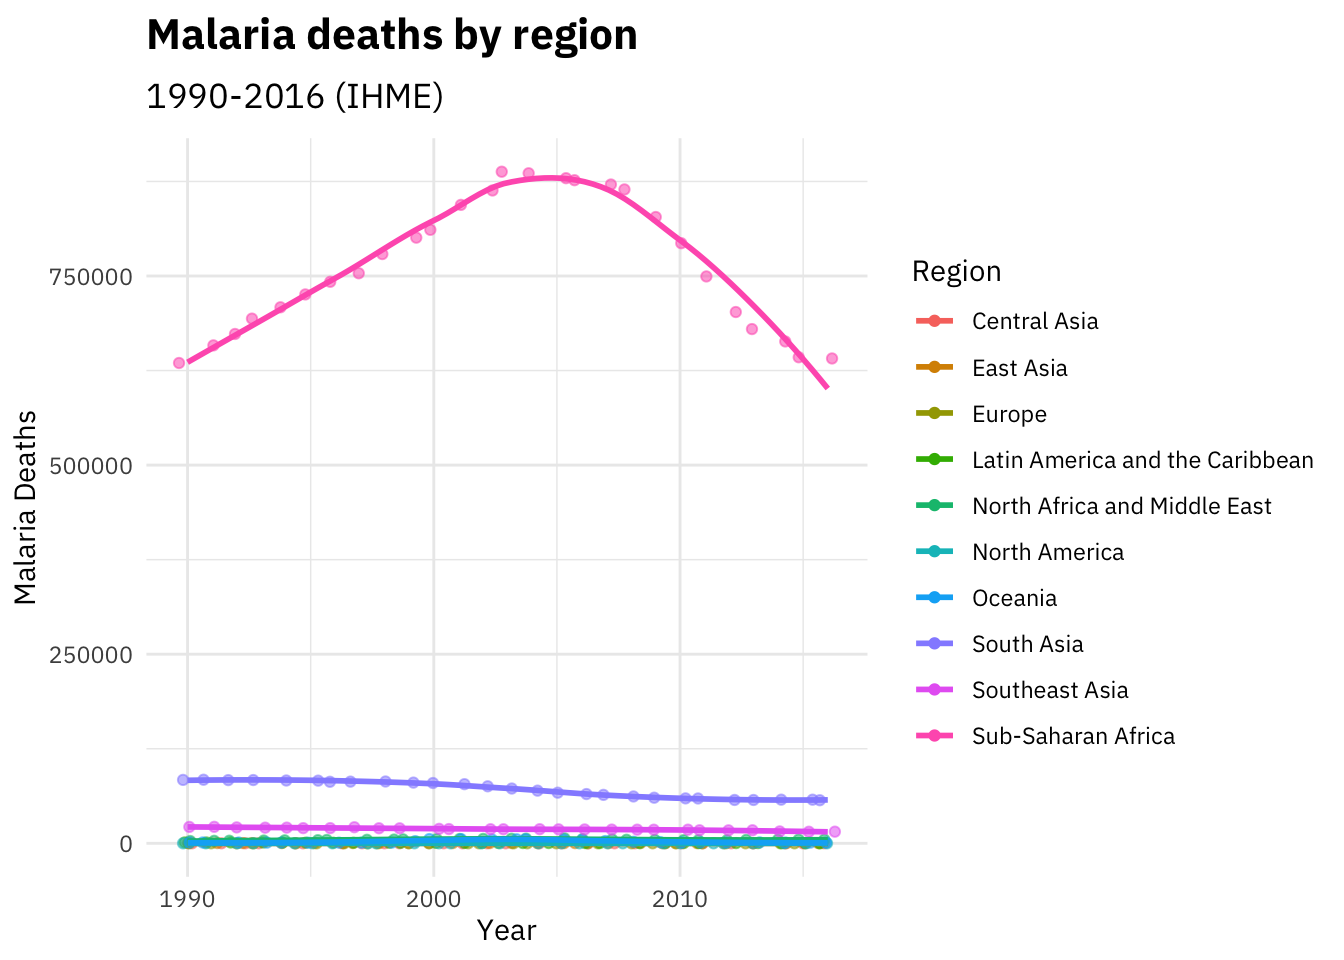 Malaria deaths by region
1990-2016 (IHME)
Malaria Deaths
750000
500000
250000
0
1990
2000
2010
Year
Region
Central Asia
East Asia
Europe
Latin America and the Caribbean
North Africa and Middle East
North America
Oceania
South Asia
Southeast Asia
Sub-Saharan Africa